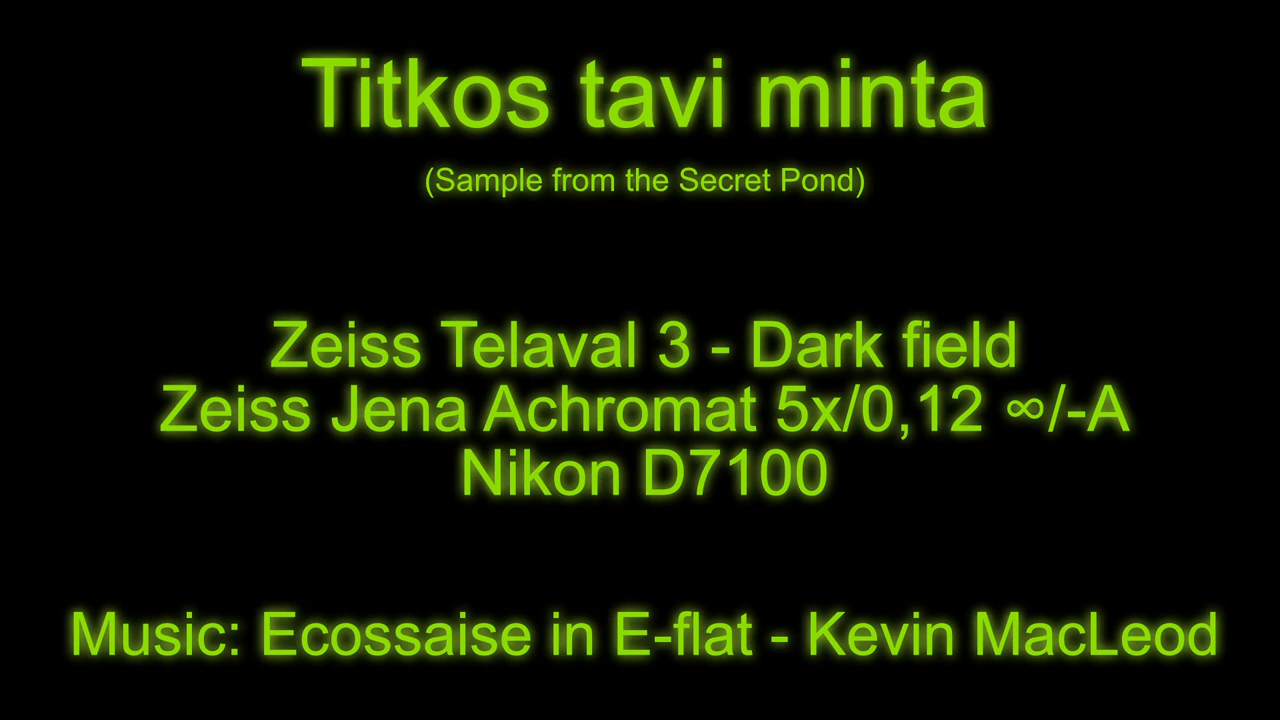 Titkos tavi minta
(Sample from the Secret Pond)
Zeiss Telaval 3 - Dark field
Zeiss Jena Achromat 5x/0,12 ∞/-A
Nikon D7100
Music: Ecossaise in E-flat - Kevin MacLeod